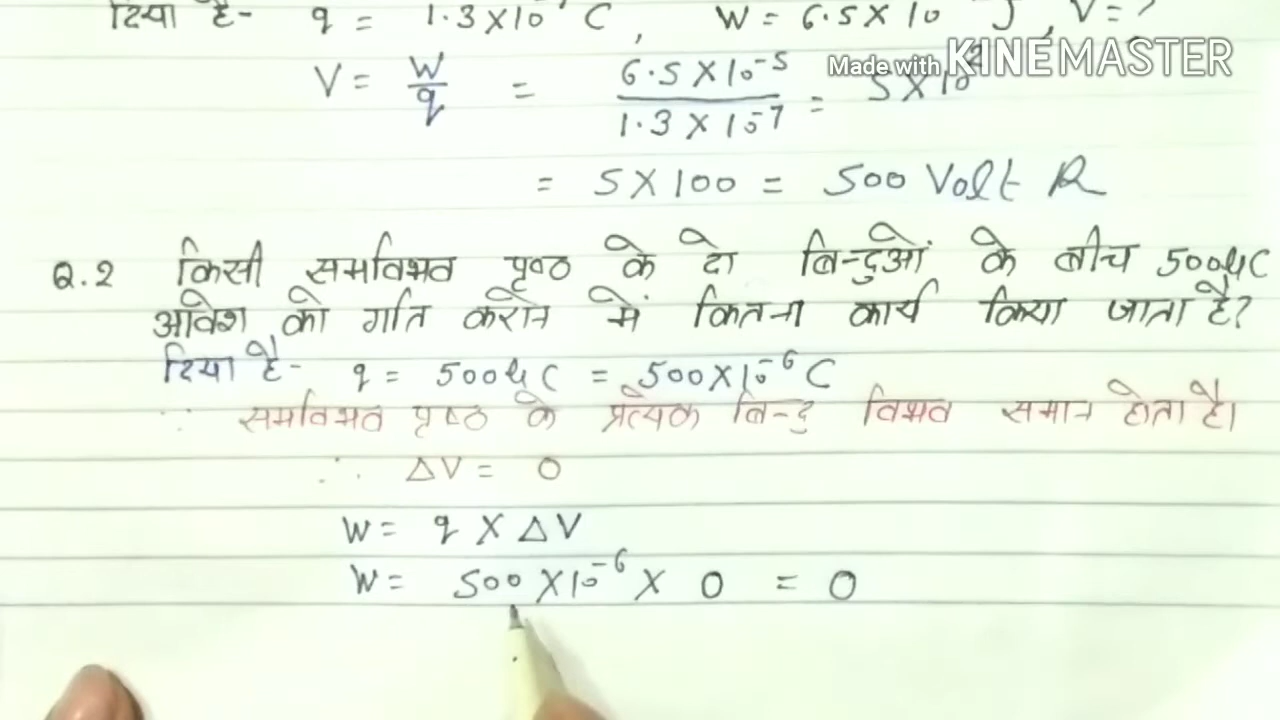 दिया है- q = 1.3×10 C, W = 6.5×10 J, V = ?
Made with KINEMASTER
V = W/q = 6.5×10⁻⁵/1.3×10⁻⁷ = 5×10²
= 5×100 = 500 Volt
Q.2 किसी समविभव पृष्ठ के दो बिन्दुओं के बीच 500μC
आवेश को गति कराने में कितना कार्य किया जाता है?
दिया है- q = 500μC = 500×10⁻⁶ C
∵ समविभव पृष्ठ के प्रत्येक बिन्दु विभव समान होता है।
∴ ΔV = 0
W = q × ΔV
W = 500×10⁻⁶ × 0 = 0